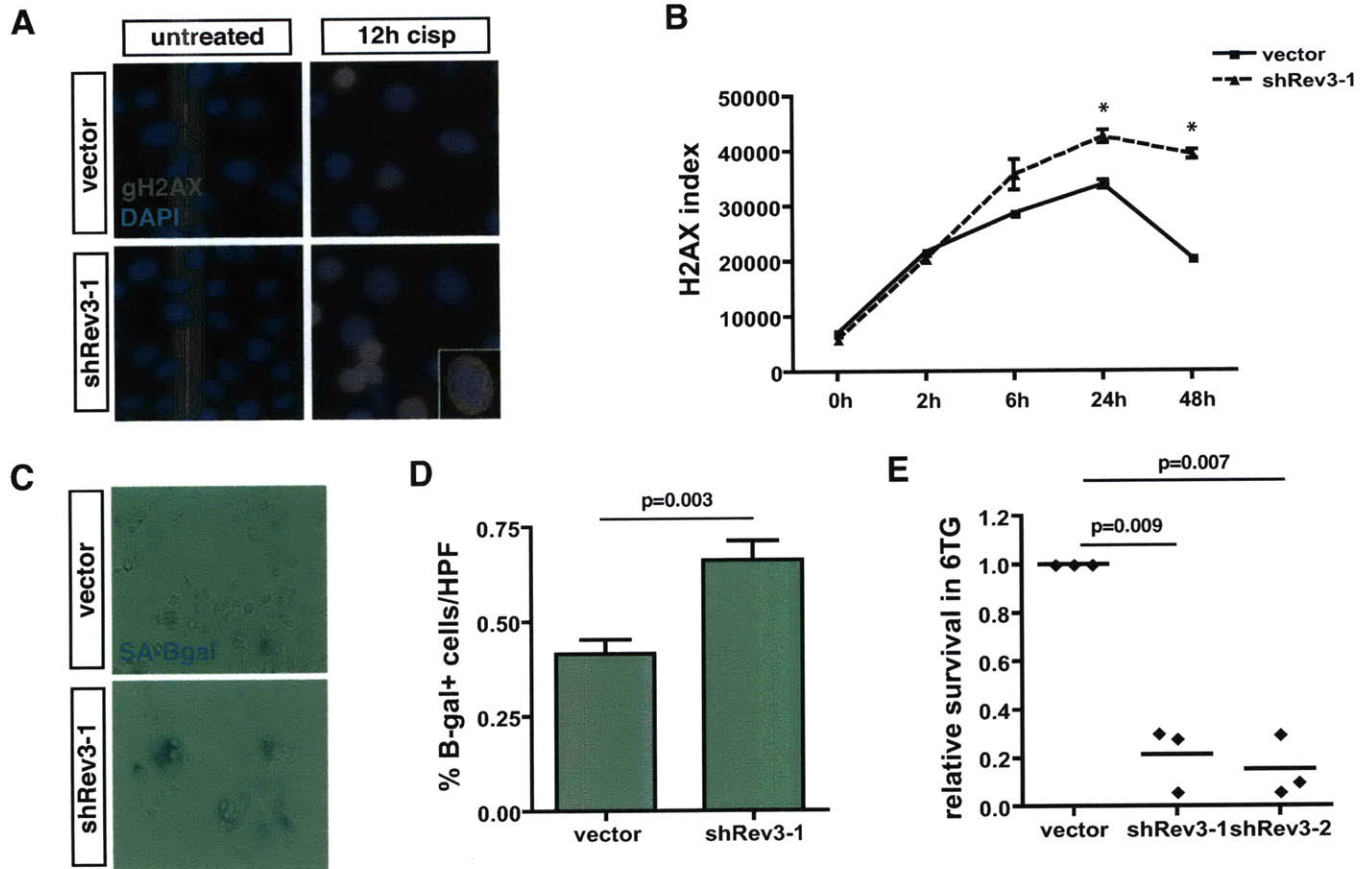 A
untreated
12h cisp
vector
gH2AX
DAPI
shRev3-1
B
vector
shRev3-1
H2AX index
50000
40000
30000
20000
10000
0
*
*
0h
2h
6h
24h
48h
C
vector
SA-Bgal
shRev3-1
D
p=0.003
% B-gal+ cells/HPF
0.75
0.50
0.25
0.00
vector
shRev3-1
E
p=0.007
p=0.009
relative survival in 6TG
1.2
1.0
0.8
0.6
0.4
0.2
0.0
vector
shRev3-1
shRev3-2